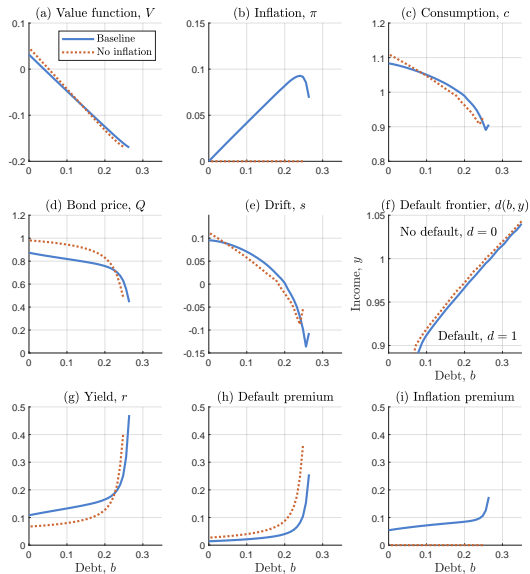 (a) Value function, V
(b) Inflation, π
(c) Consumption, c
0.1
0
-0.1
-0.2
0 0.1 0.2 0.3
Baseline
No inflation
0.15
0.1
0.05
0
0 0.1 0.2 0.3
1.2
1.1
1
0.9
0.8
0 0.1 0.2 0.3
(d) Bond price, Q
(e) Drift, s
(f) Default frontier, d(b, y)
1.2
1
0.8
0.6
0.4
0.2
0
0 0.1 0.2 0.3
0.1
0.05
0
-0.05
-0.1
-0.15
0 0.1 0.2 0.3
Income, y
1.05
0.95
0.9
No default, d = 0
Default, d = 1
0 0.1 0.2 0.3
Debt, b
(g) Yield, r
(h) Default premium
(i) Inflation premium
0.5
0.4
0.3
0.2
0.1
0
0 0.1 0.2 0.3
Debt, b
0.5
0.4
0.3
0.2
0.1
0
0 0.1 0.2 0.3
Debt, b
0.5
0.4
0.3
0.2
0.1
0
0 0.1 0.2 0.3
Debt, b